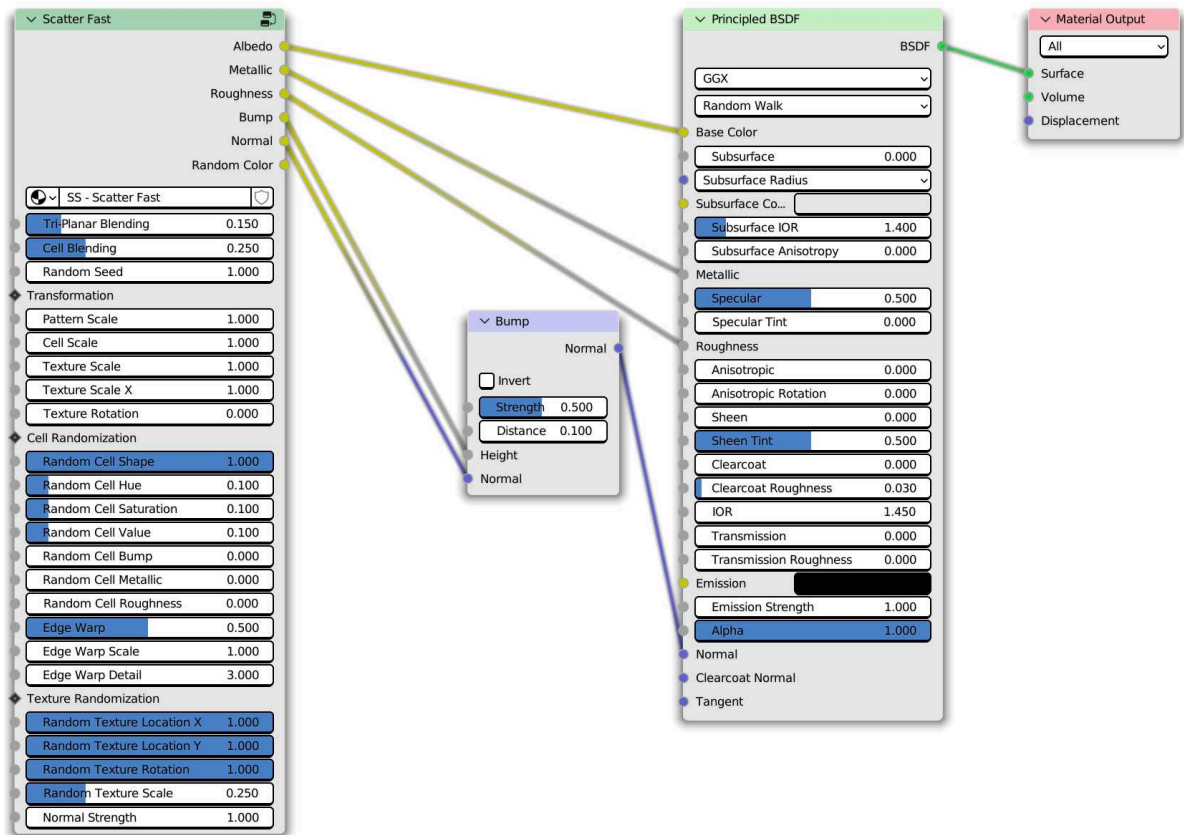 Scatter Fast
Albedo
Metallic
Roughness
Bump
Normal
Random Color
SS - Scatter Fast
Tri-Planar Blending 0.150
Cell Blending 0.250
Random Seed 1.000
Transformation
Pattern Scale 1.000
Cell Scale 1.000
Texture Scale 1.000
Texture Scale X 1.000
Texture Rotation 0.000
Cell Randomization
Random Cell Shape 1.000
Random Cell Hue 0.100
Random Cell Saturation 0.100
Random Cell Value 0.100
Random Cell Bump 0.000
Random Cell Metallic 0.000
Random Cell Roughness 0.000
Edge Warp 0.500
Edge Warp Scale 1.000
Edge Warp Detail 3.000
Texture Randomization
Random Texture Location X 1.000
Random Texture Location Y 1.000
Random Texture Rotation 1.000
Random Texture Scale 0.250
Normal Strength 1.000
Bump
Normal
Invert
Strength 0.500
Distance 0.100
Height
Normal
Principled BSDF
BSDF
GGX
Random Walk
Base Color
Subsurface 0.000
Subsurface Radius
Subsurface Co...
Subsurface IOR 1.400
Subsurface Anisotropy 0.000
Metallic
Specular 0.500
Specular Tint 0.000
Roughness
Anisotropic 0.000
Anisotropic Rotation 0.000
Sheen 0.000
Sheen Tint 0.500
Clearcoat 0.000
Clearcoat Roughness 0.030
IOR 1.450
Transmission 0.000
Transmission Roughness 0.000
Emission
Emission Strength 1.000
Alpha 1.000
Normal
Clearcoat Normal
Tangent
Material Output
All
Surface
Volume
Displacement